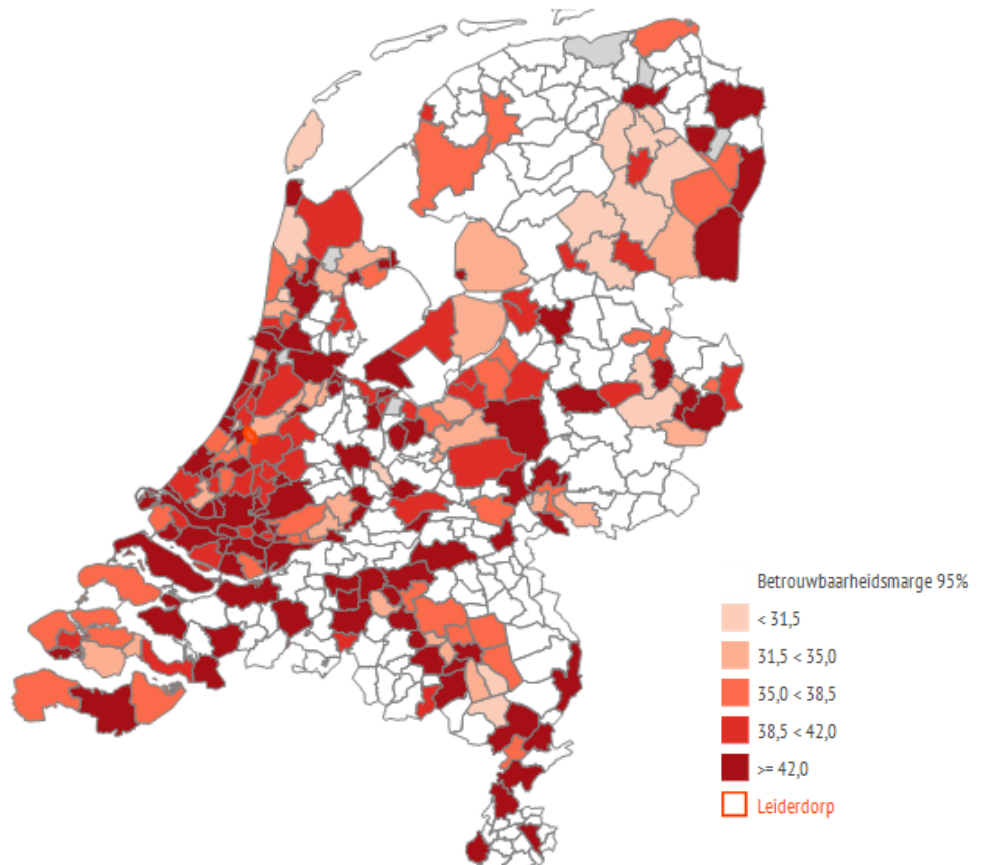 Betrouwbaarheidsmarge 95%
< 31,5
31,5 < 35,0
35,0 < 38,5
38,5 < 42,0
>= 42,0
Leiderdorp